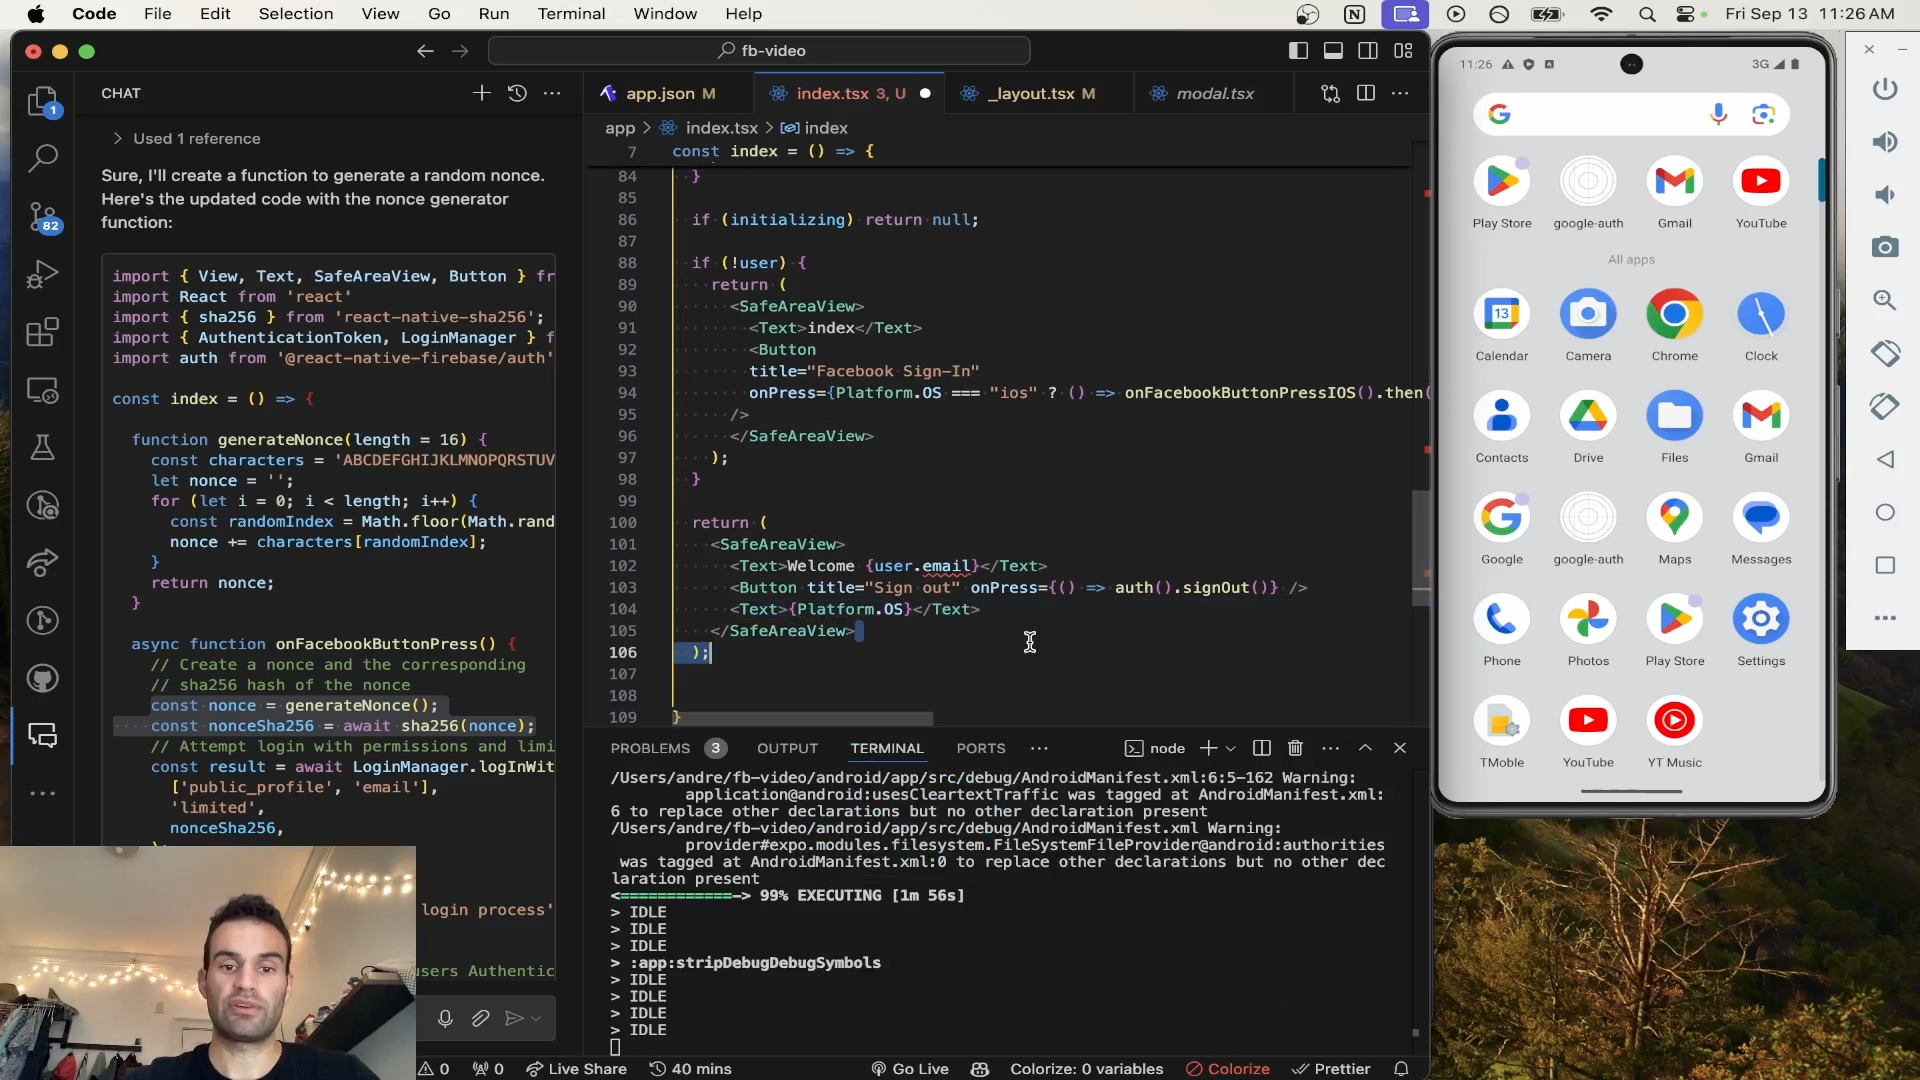 Code File Edit Selection View Go Run Terminal Window Help
Fri Sep 13 11:26 AM
fb-video
CHAT
Used 1 reference
Sure, I'll create a function to generate a random nonce.
Here's the updated code with the nonce generator
function:
import { View, Text, SafeAreaView, Button } fr
import React from 'react'
import { sha256 } from 'react-native-sha256';
import { AuthenticationToken, LoginManager } f
import auth from '@react-native-firebase/auth'
const index = () => {
function generateNonce(length = 16) {
const characters = 'ABCDEFGHIJKLMNOPQRSTUV
let nonce = '';
for (let i = 0; i < length; i++) {
const randomIndex = Math.floor(Math.rand
nonce += characters[randomIndex];
}
return nonce;
}
async function onFacebookButtonPress() {
// Create a nonce and the corresponding
// sha256 hash of the nonce
const nonce = generateNonce();
const nonceSha256 = await sha256(nonce);
// Attempt login with permissions and limi
const result = await LoginManager.logInWit
['public_profile', 'email'],
'limited',
nonceSha256,
login process'
users Authentic
1
82
app.json M
index.tsx 3, U
_layout.tsx M
modal.tsx
app > index.tsx > index
7 const index = () => {
84 }
85
86 if (initializing) return null;
87
88 if (!user) {
89 return (
90 <SafeAreaView>
91 <Text>index</Text>
92 <Button
93 title="Facebook Sign-In"
94 onPress={Platform.OS === "ios" ? () => onFacebookButtonPressIOS().then(
95 />
96 </SafeAreaView>
97 );
98 }
99
100 return (
101 <SafeAreaView>
102 <Text>Welcome {user.email}</Text>
103 <Button title="Sign out" onPress={() => auth().signOut()} />
104 <Text>{Platform.OS}</Text>
105 </SafeAreaView>
106 );
107
108
109 }
PROBLEMS 3 OUTPUT TERMINAL PORTS node
/Users/andre/fb-video/android/app/src/debug/AndroidManifest.xml:6:5-162 Warning:
application@android:usesCleartextTraffic was tagged at AndroidManifest.xml:
6 to replace other declarations but no other declaration present
/Users/andre/fb-video/android/app/src/debug/AndroidManifest.xml Warning:
provider#expo.modules.filesystem.FileSystemFileProvider@android:authorities
was tagged at AndroidManifest.xml:0 to replace other declarations but no other dec
laration present
<============-> 99% EXECUTING [1m 56s]
> IDLE
> IDLE
> IDLE
> :app:stripDebugDebugSymbols
> IDLE
> IDLE
> IDLE
> IDLE
0 0 Live Share 40 mins Go Live Colorize: 0 variables Colorize Prettier
11:26 3G
Play Store google-auth Gmail YouTube
All apps
13
Calendar Camera Chrome Clock
Contacts Drive Files Gmail
Google google-auth Maps Messages
Phone Photos Play Store Settings
TMoble YouTube YT Music